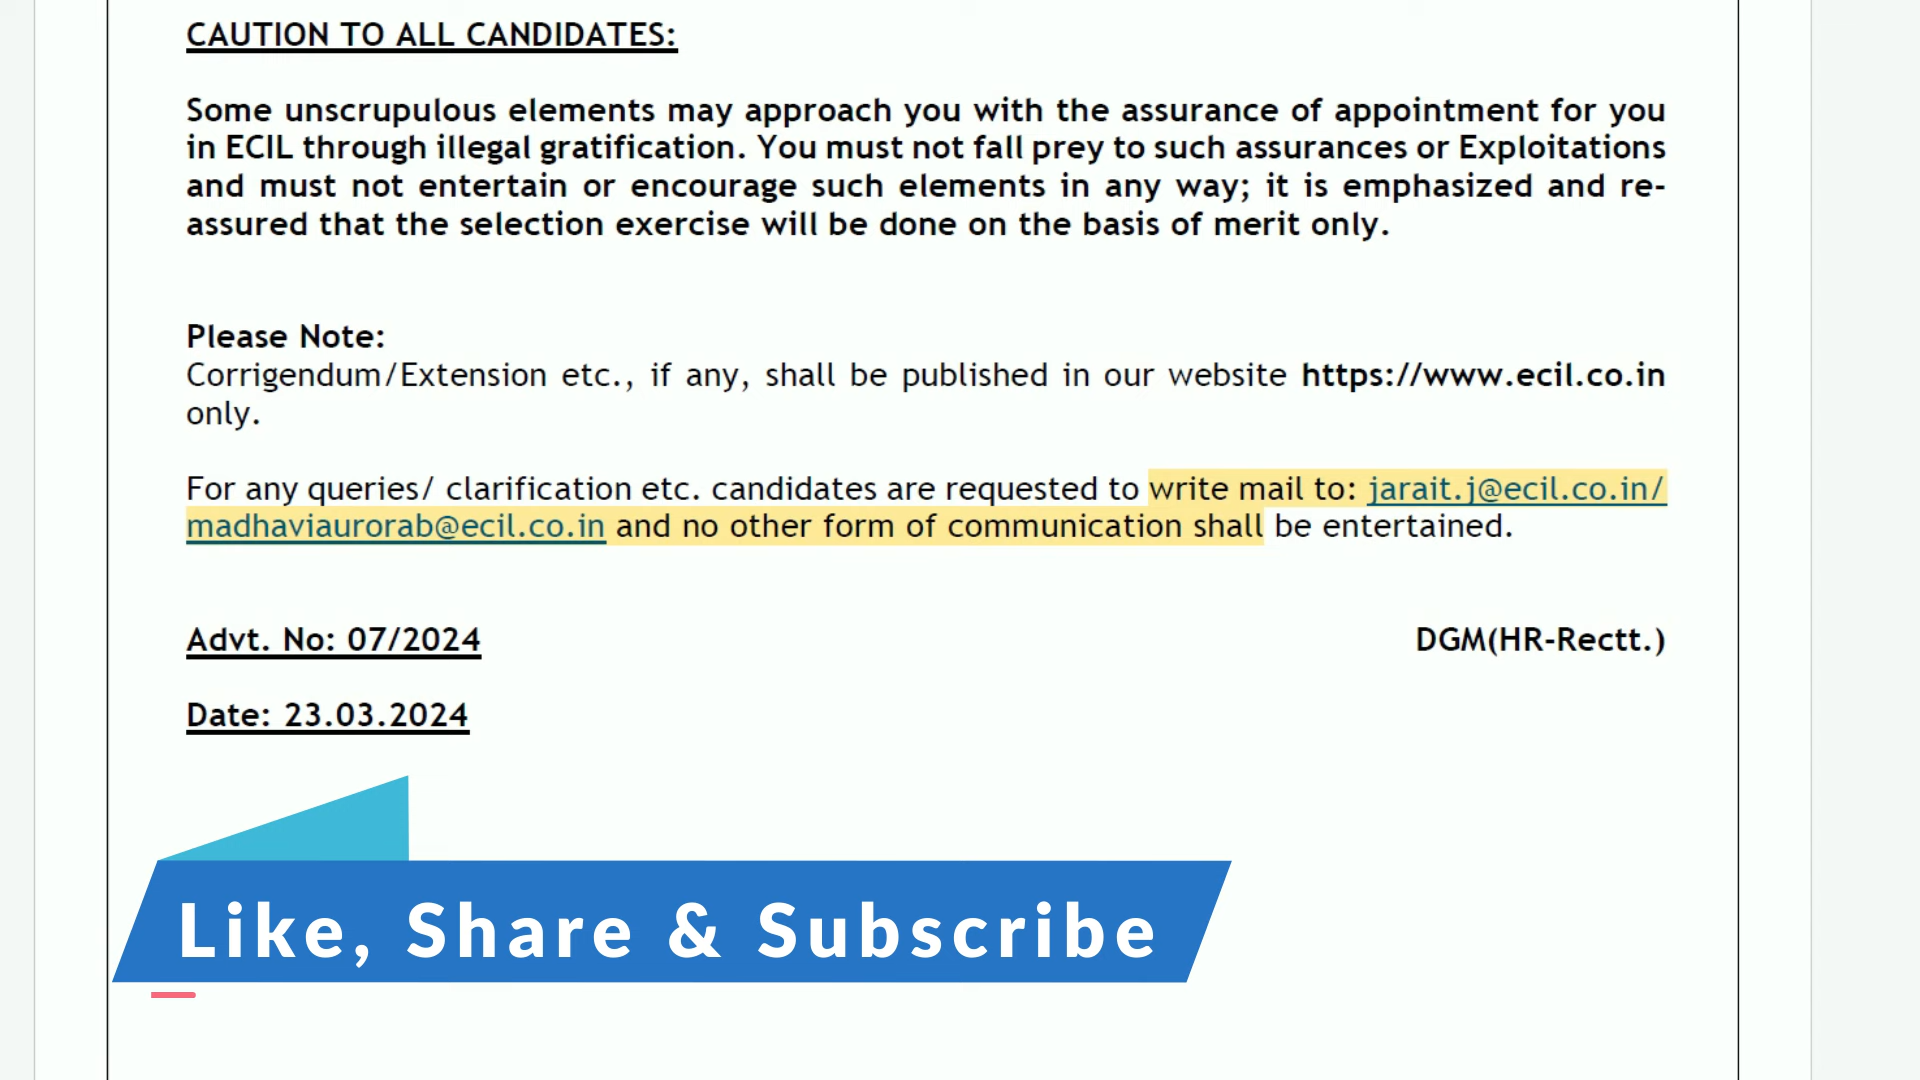 CAUTION TO ALL CANDIDATES:
Some unscrupulous elements may approach you with the assurance of appointment for you
in ECIL through illegal gratification. You must not fall prey to such assurances or Exploitations
and must not entertain or encourage such elements in any way; it is emphasized and re-
assured that the selection exercise will be done on the basis of merit only.
Please Note:
Corrigendum/Extension etc., if any, shall be published in our website https://www.ecil.co.in
only.
For any queries/ clarification etc. candidates are requested to write mail to: jarait.j@ecil.co.in/
madhaviaurorab@ecil.co.in and no other form of communication shall be entertained.
Advt. No: 07/2024 DGM(HR-Rectt.)
Date: 23.03.2024
Like, Share & Subscribe